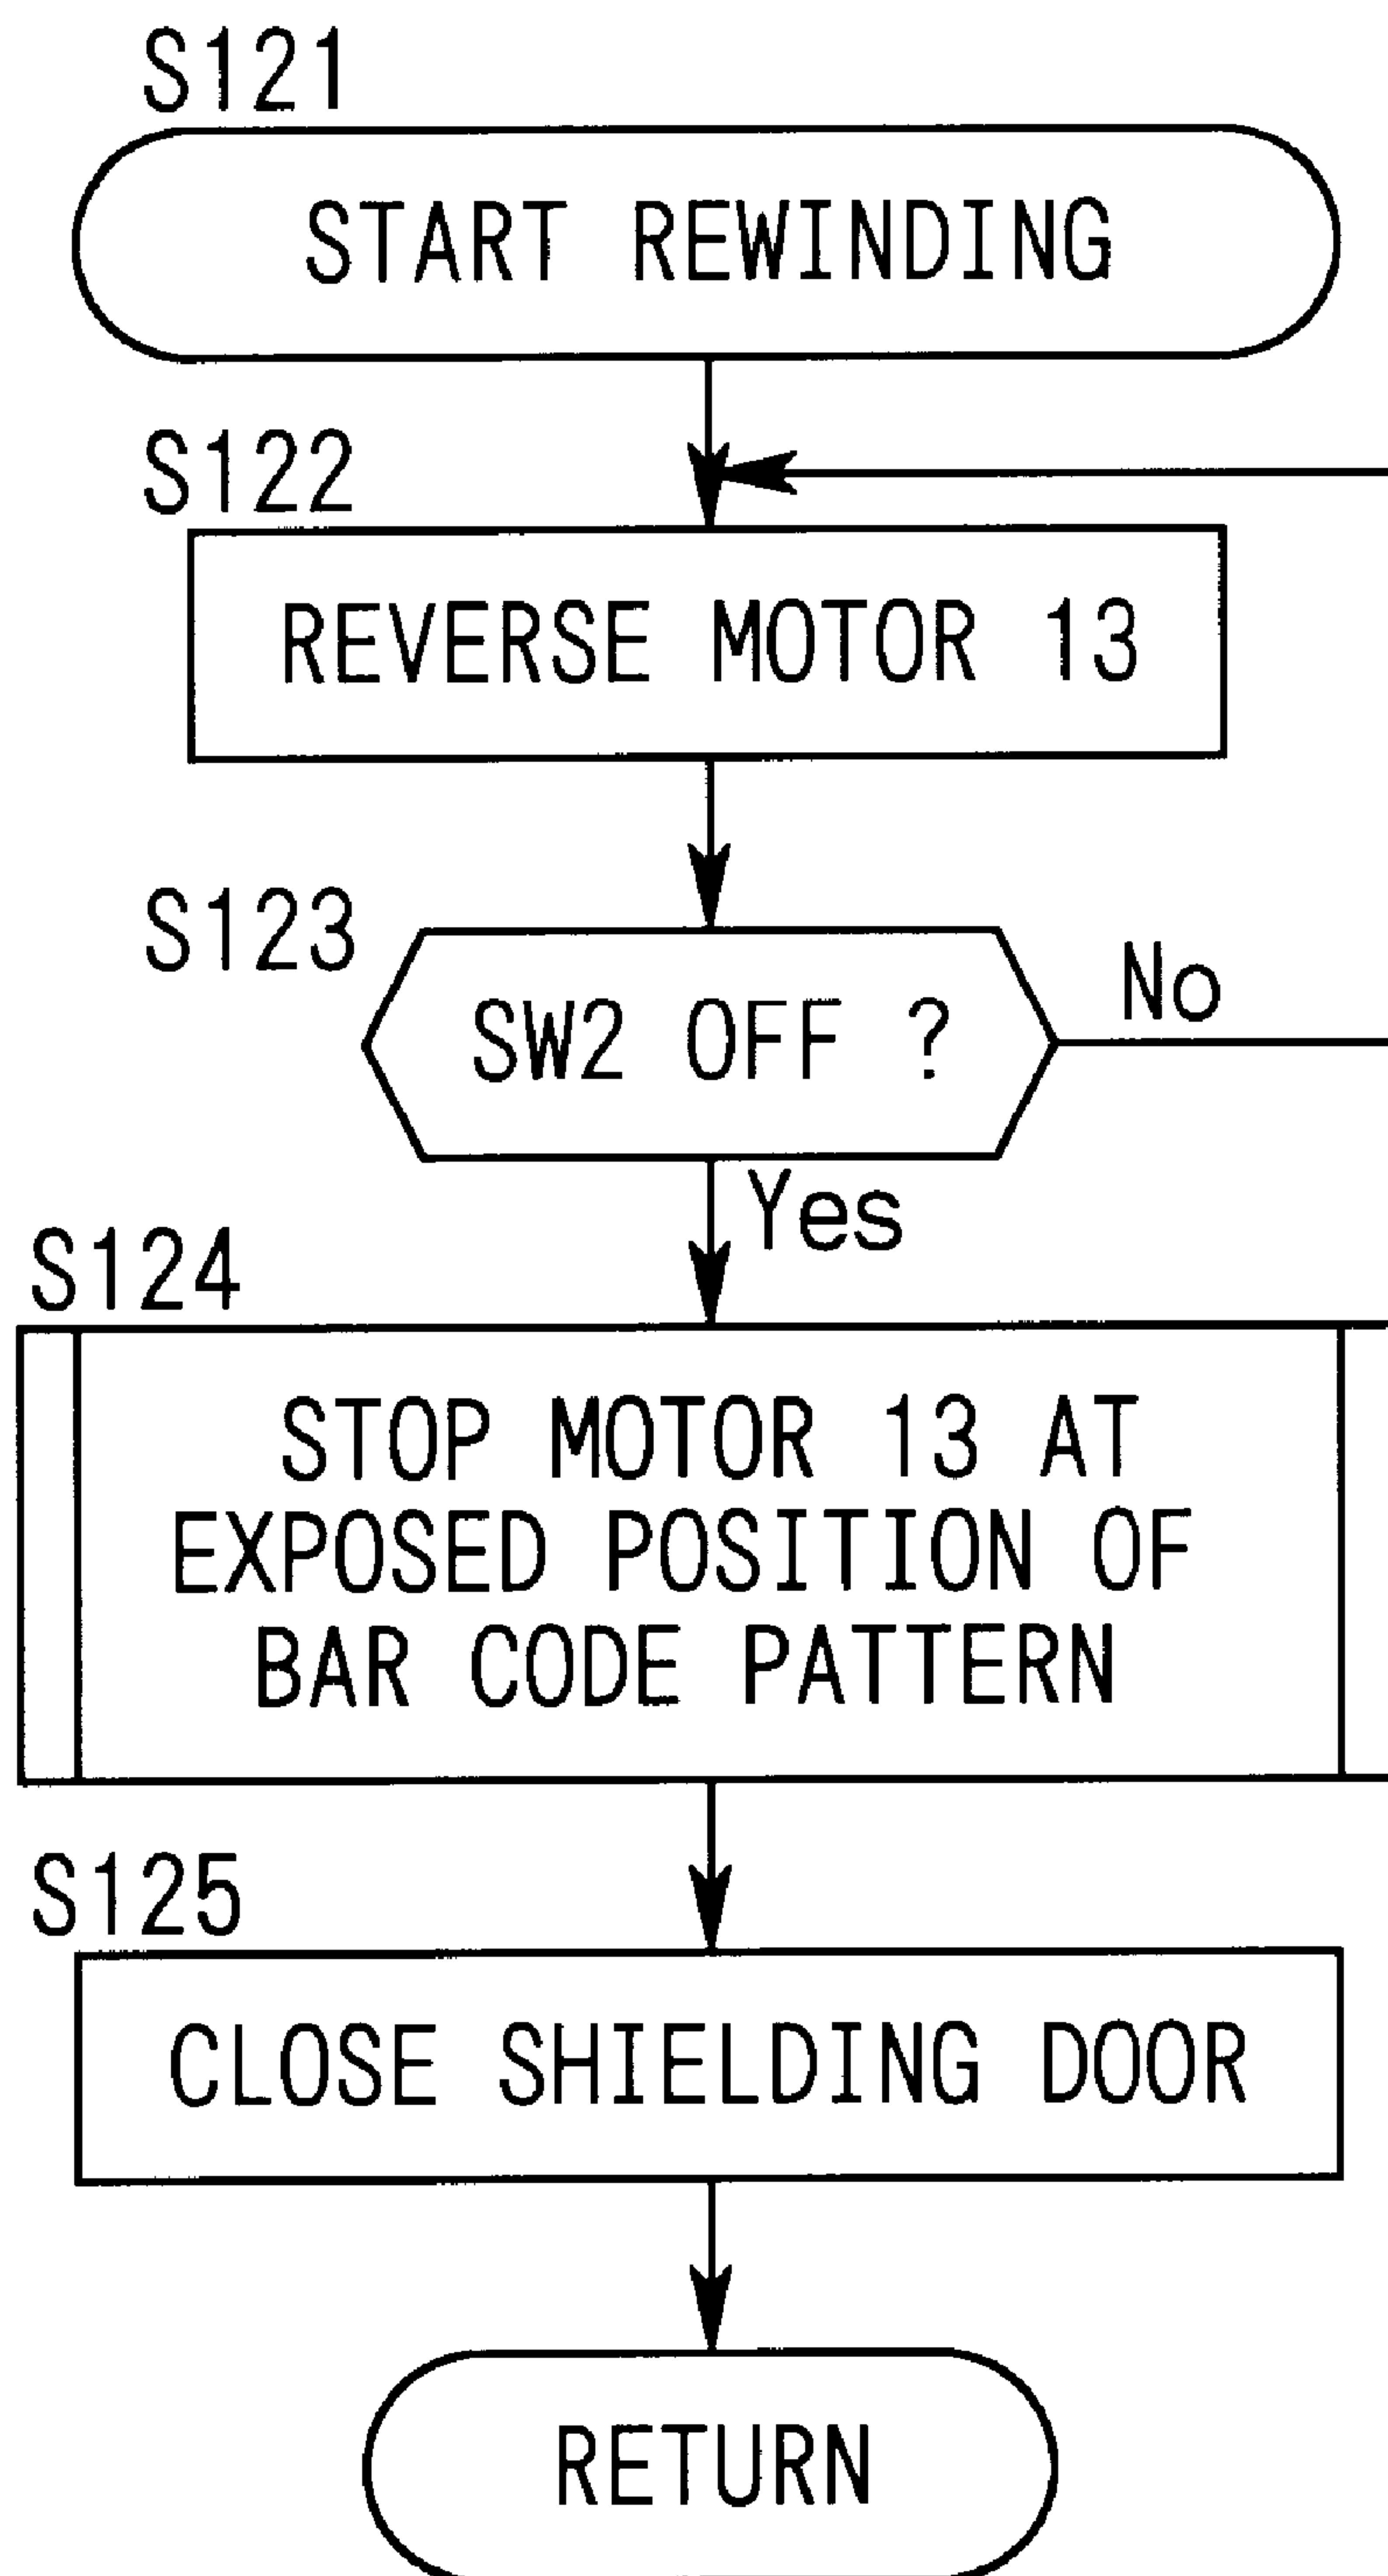 S121
START REWINDING
S122
REVERSE MOTOR 13
S123
SW2 OFF ?
No
Yes
S124
STOP MOTOR 13 AT
EXPOSED POSITION OF
BAR CODE PATTERN
S125
CLOSE SHIELDING DOOR
RETURN